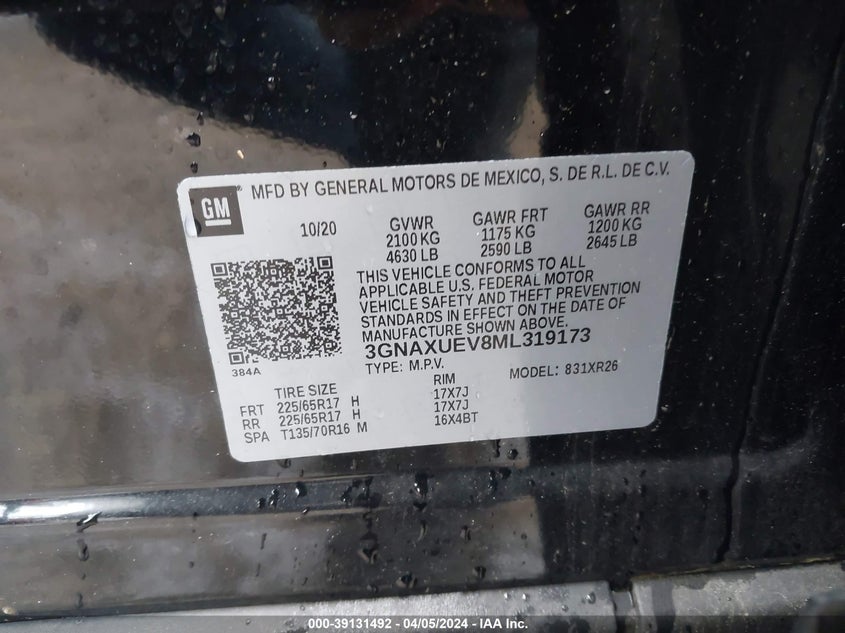 GM MFD BY GENERAL MOTORS DE MEXICO, S. DE R.L. DE C.V.
10/20 GVWR GAWR FRT GAWR RR
2100 KG 1175 KG 1200 KG
4630 LB 2590 LB 2645 LB
THIS VEHICLE CONFORMS TO ALL
APPLICABLE U.S. FEDERAL MOTOR
VEHICLE SAFETY AND THEFT PREVENTION
STANDARDS IN EFFECT ON THE DATE OF
MANUFACTURE SHOWN ABOVE.
3GNAXUEV8ML319173
384A
TYPE: M.P.V. MODEL: 831XR26
TIRE SIZE RIM
FRT 225/65R17 H 17X7J
RR 225/65R17 H 17X7J
SPA T135/70R16 M 16X4BT
000-39131492 - 04/05/2024 - IAA Inc.